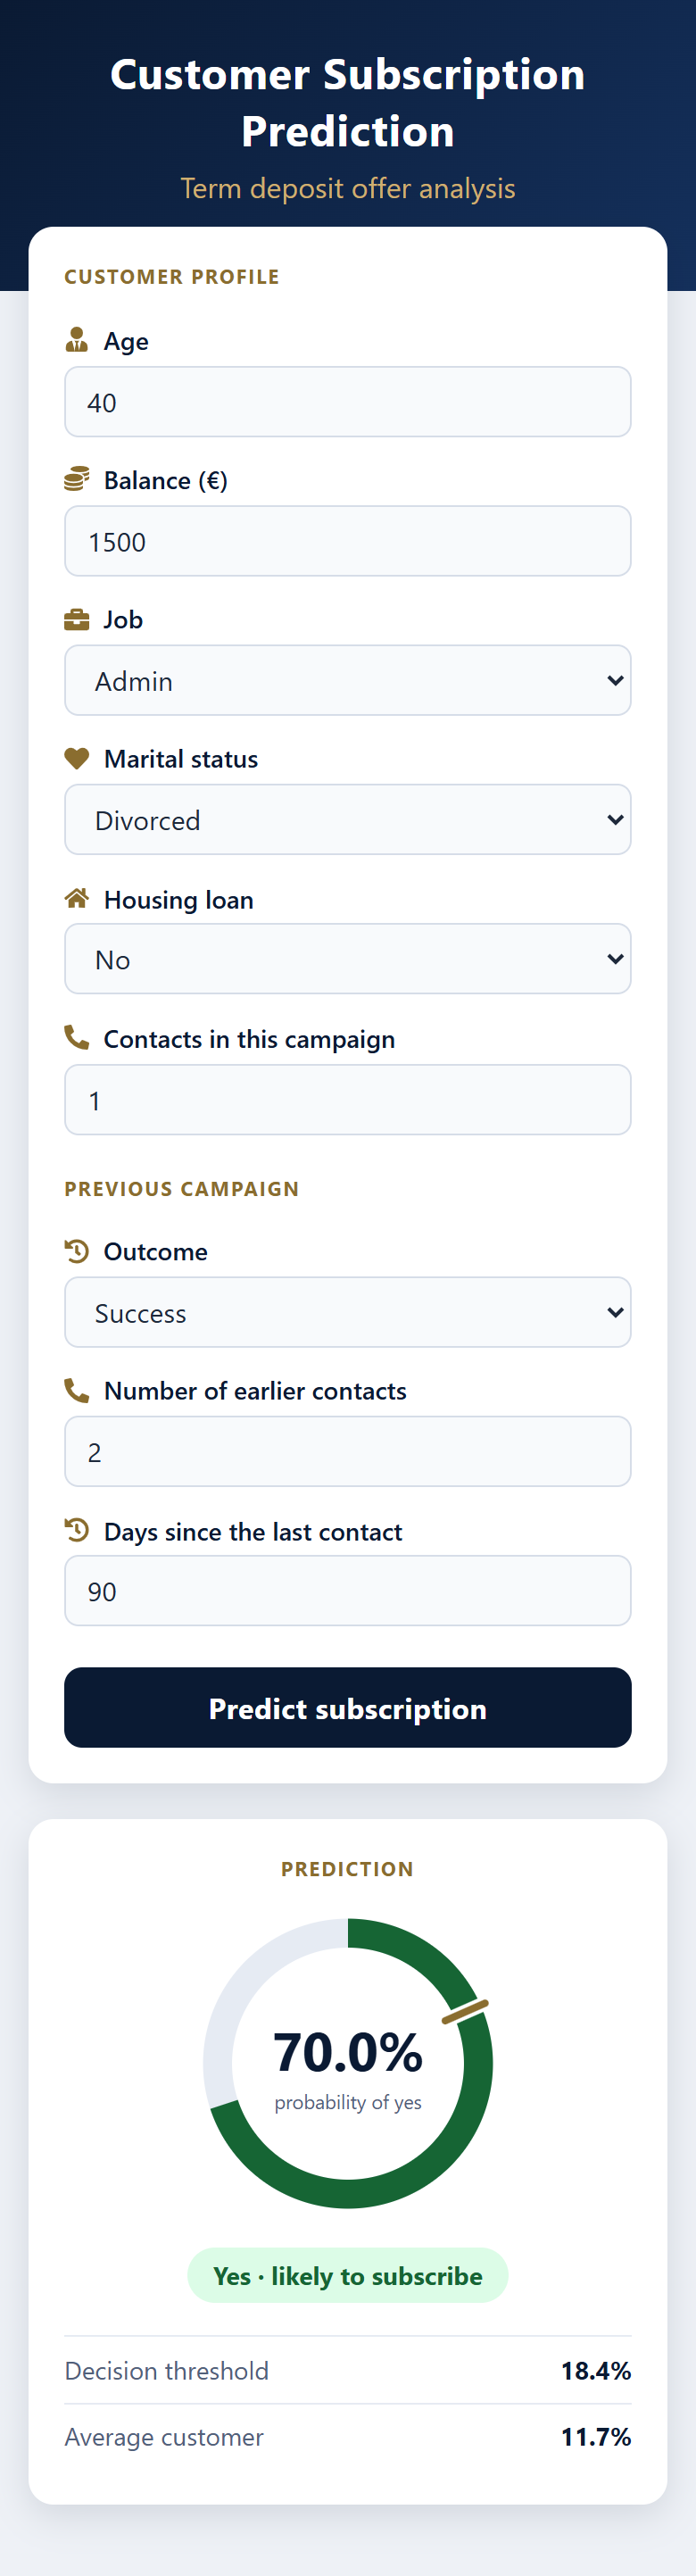 Customer Subscription
Prediction
Term deposit offer analysis
CUSTOMER PROFILE
Age
40
Balance (€)
1500
Job
Admin
Marital status
Divorced
Housing loan
No
Contacts in this campaign
1
PREVIOUS CAMPAIGN
Outcome
Success
Number of earlier contacts
2
Days since the last contact
90
Predict subscription
PREDICTION
70.0%
probability of yes
Yes · likely to subscribe
Decision threshold 18.4%
Average customer 11.7%